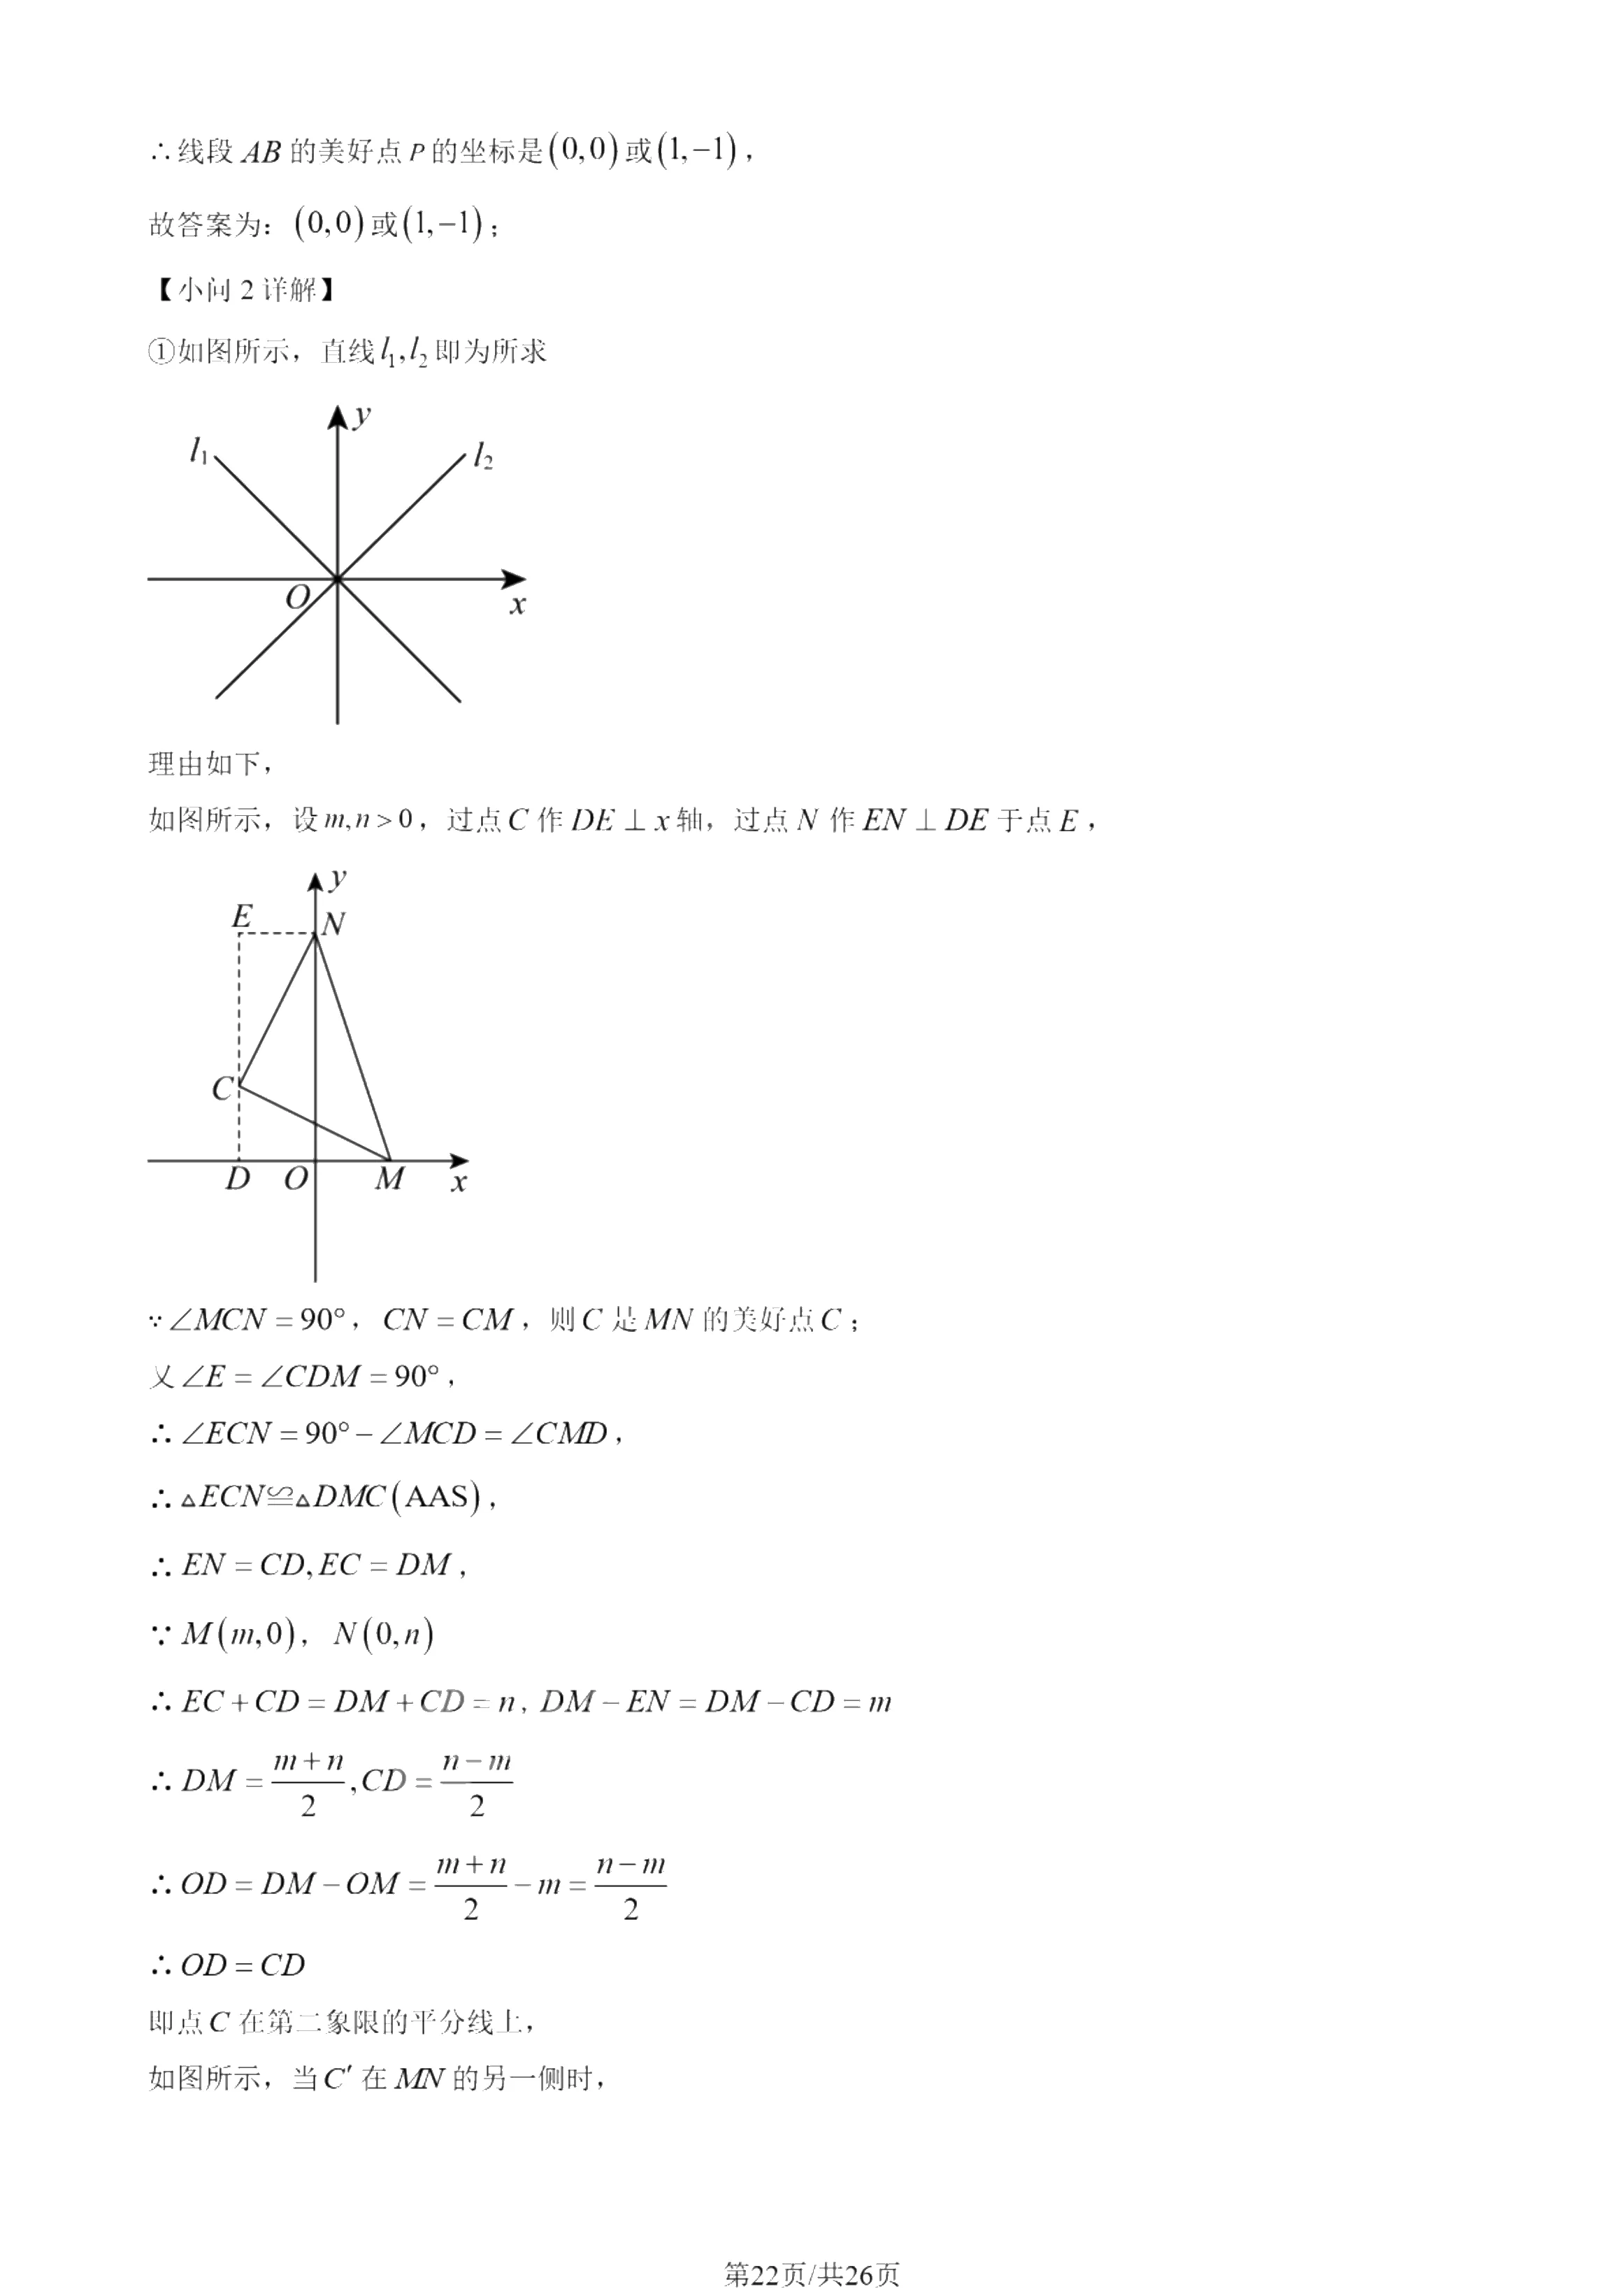 ∴线段 AB 的美好点 P 的坐标是(0,0)或(1,−1)，
故答案为：(0,0)或(1,−1)；
【小问 2 详解】
①如图所示，直线l₁,l₂即为所求
y
l₁
l₂
O
x
理由如下，
如图所示，设m,n>0，过点C作DE⊥x轴，过点N作EN⊥DE于点E，
y
E
N
C
D
O
M
x
∵∠MCN=90°，CN=CM，则C是MN的美好点C；
又∠E=∠CDM=90°，
∴∠ECN=90°−∠MCD=∠CMD，
∴△ECN≌△DMC(AAS)，
∴EN=CD,EC=DM，
∵M(m,0)，N(0,n)
∴EC+CD=DM+CD=n，DM−EN=DM−CD=m
∴DM=\frac{m+n}{2},CD=\frac{n−m}{2}
∴OD=DM−OM=\frac{m+n}{2}−m=\frac{n−m}{2}
∴OD=CD
即点C在第二象限的平分线上，
如图所示，当C′在MN的另一侧时，
第22页/共26页